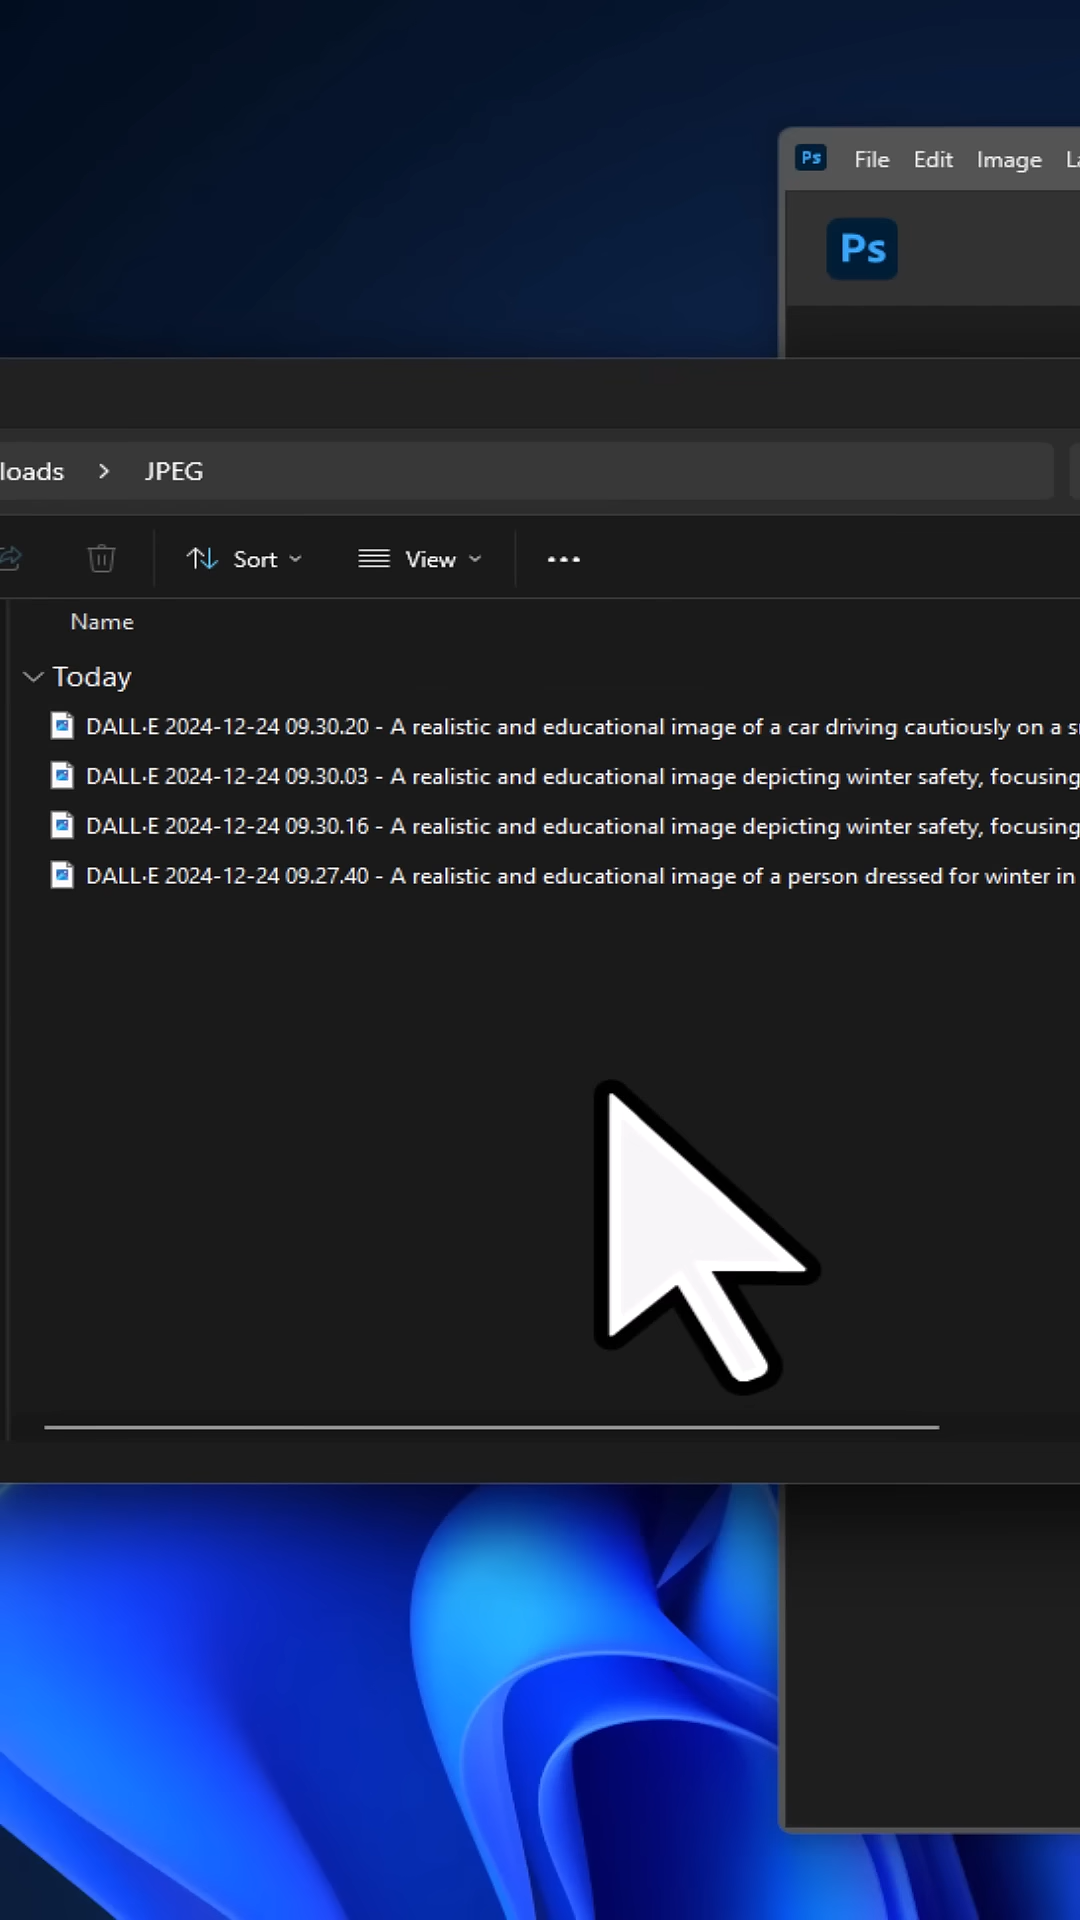 Ps File Edit Image
Ps
loads > JPEG
Sort View ...
Name
Today
DALL·E 2024-12-24 09.30.20 - A realistic and educational image of a car driving cautiously on a
DALL·E 2024-12-24 09.30.03 - A realistic and educational image depicting winter safety, focusing
DALL·E 2024-12-24 09.30.16 - A realistic and educational image depicting winter safety, focusing
DALL·E 2024-12-24 09.27.40 - A realistic and educational image of a person dressed for winter in